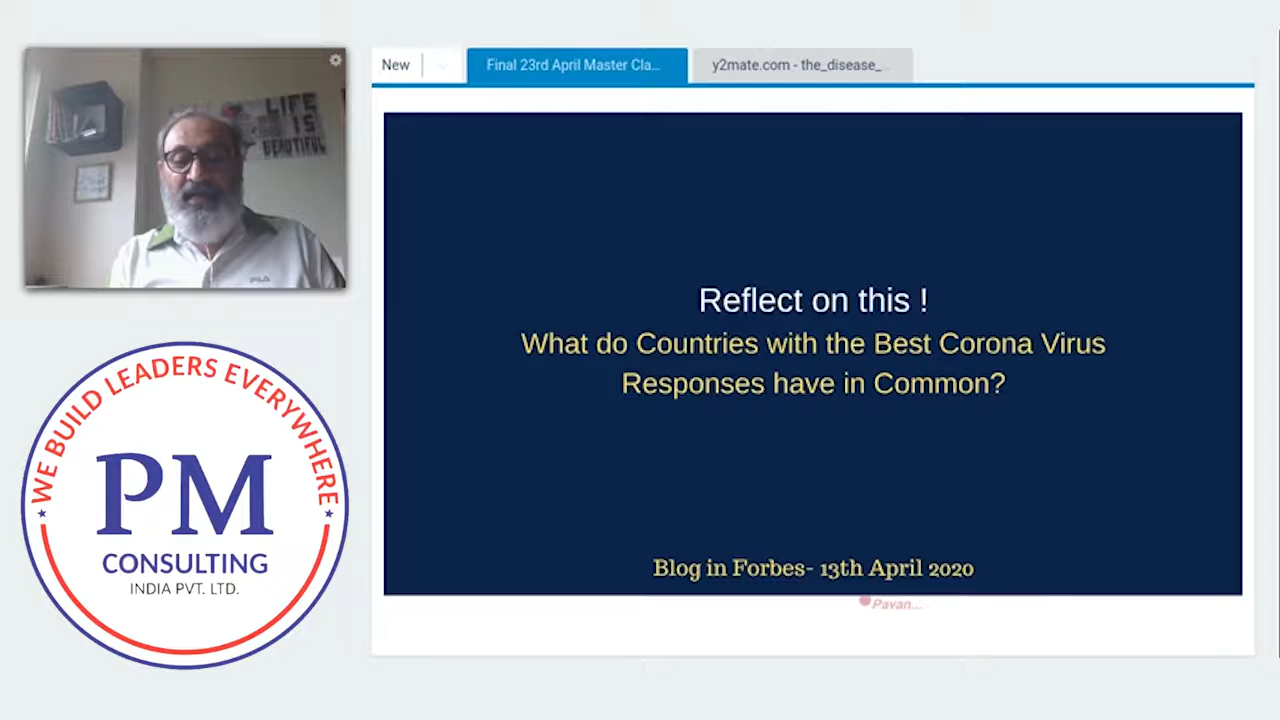 LIFE
IS
BEAUTIFUL
FILA
New
Final 23rd April Master Cla...
y2mate.com - the_disease_...
Reflect on this !
What do Countries with the Best Corona Virus
Responses have in Common?
Blog in Forbes- 13th April 2020
Pavan...
WE BUILD LEADERS EVERYWHERE
PM
CONSULTING
INDIA PVT. LTD.